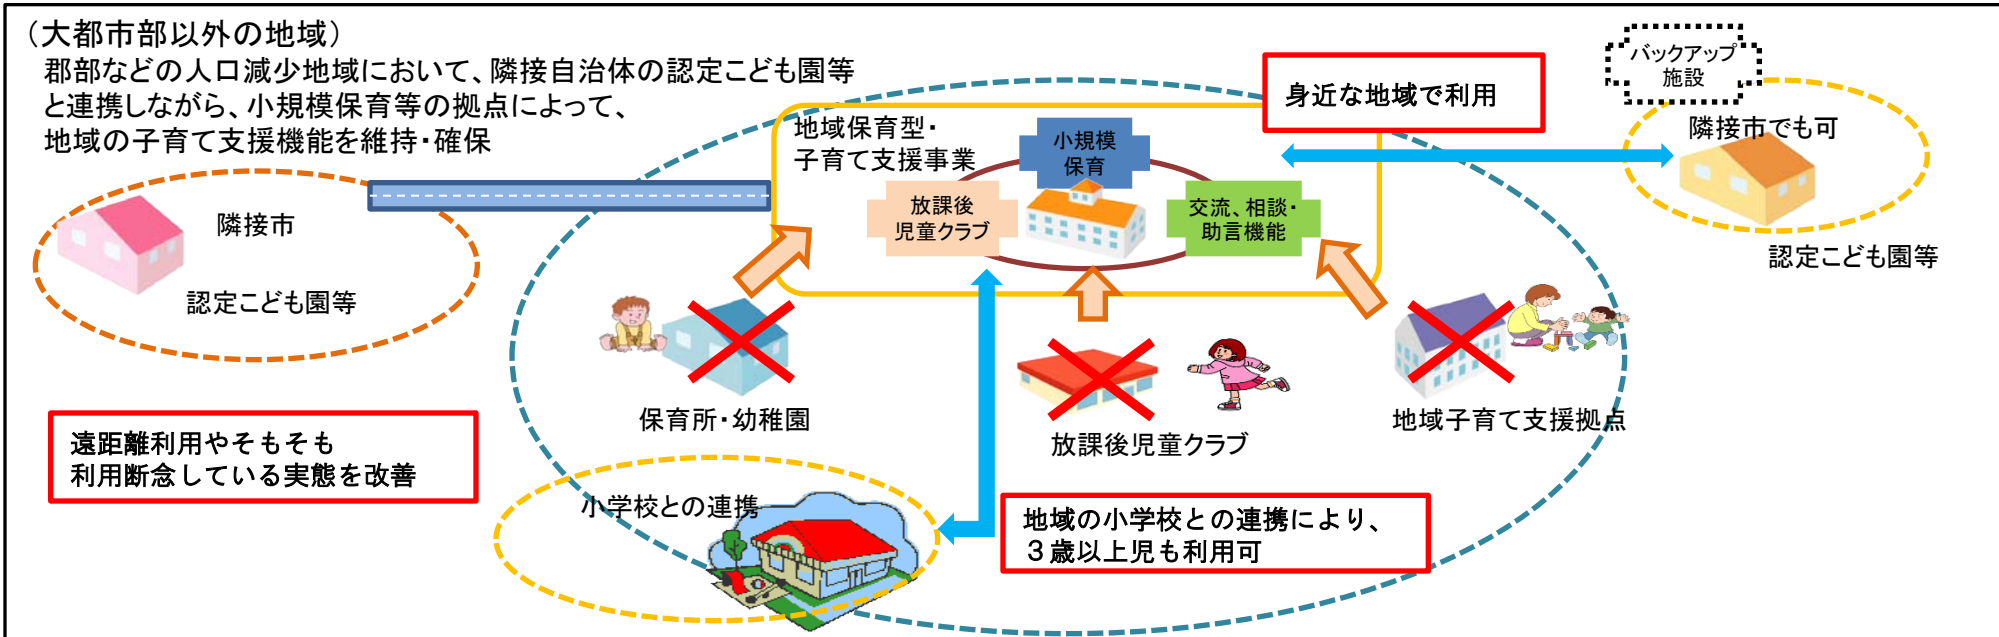 （大都市部以外の地域）
郡部などの人口減少地域において、隣接自治体の認定こども園等
と連携しながら、小規模保育等の拠点によって、
地域の子育て支援機能を維持・確保
バックアップ
施設
身近な地域で利用
隣接市でも可
地域保育型・
子育て支援事業
小規模
保育
放課後
児童クラブ
交流、相談・
助言機能
隣接市
認定こども園等
認定こども園等
保育所・幼稚園
放課後児童クラブ
地域子育て支援拠点
遠距離利用やそもそも
利用断念している実態を改善
小学校との連携
地域の小学校との連携により、
３歳以上児も利用可